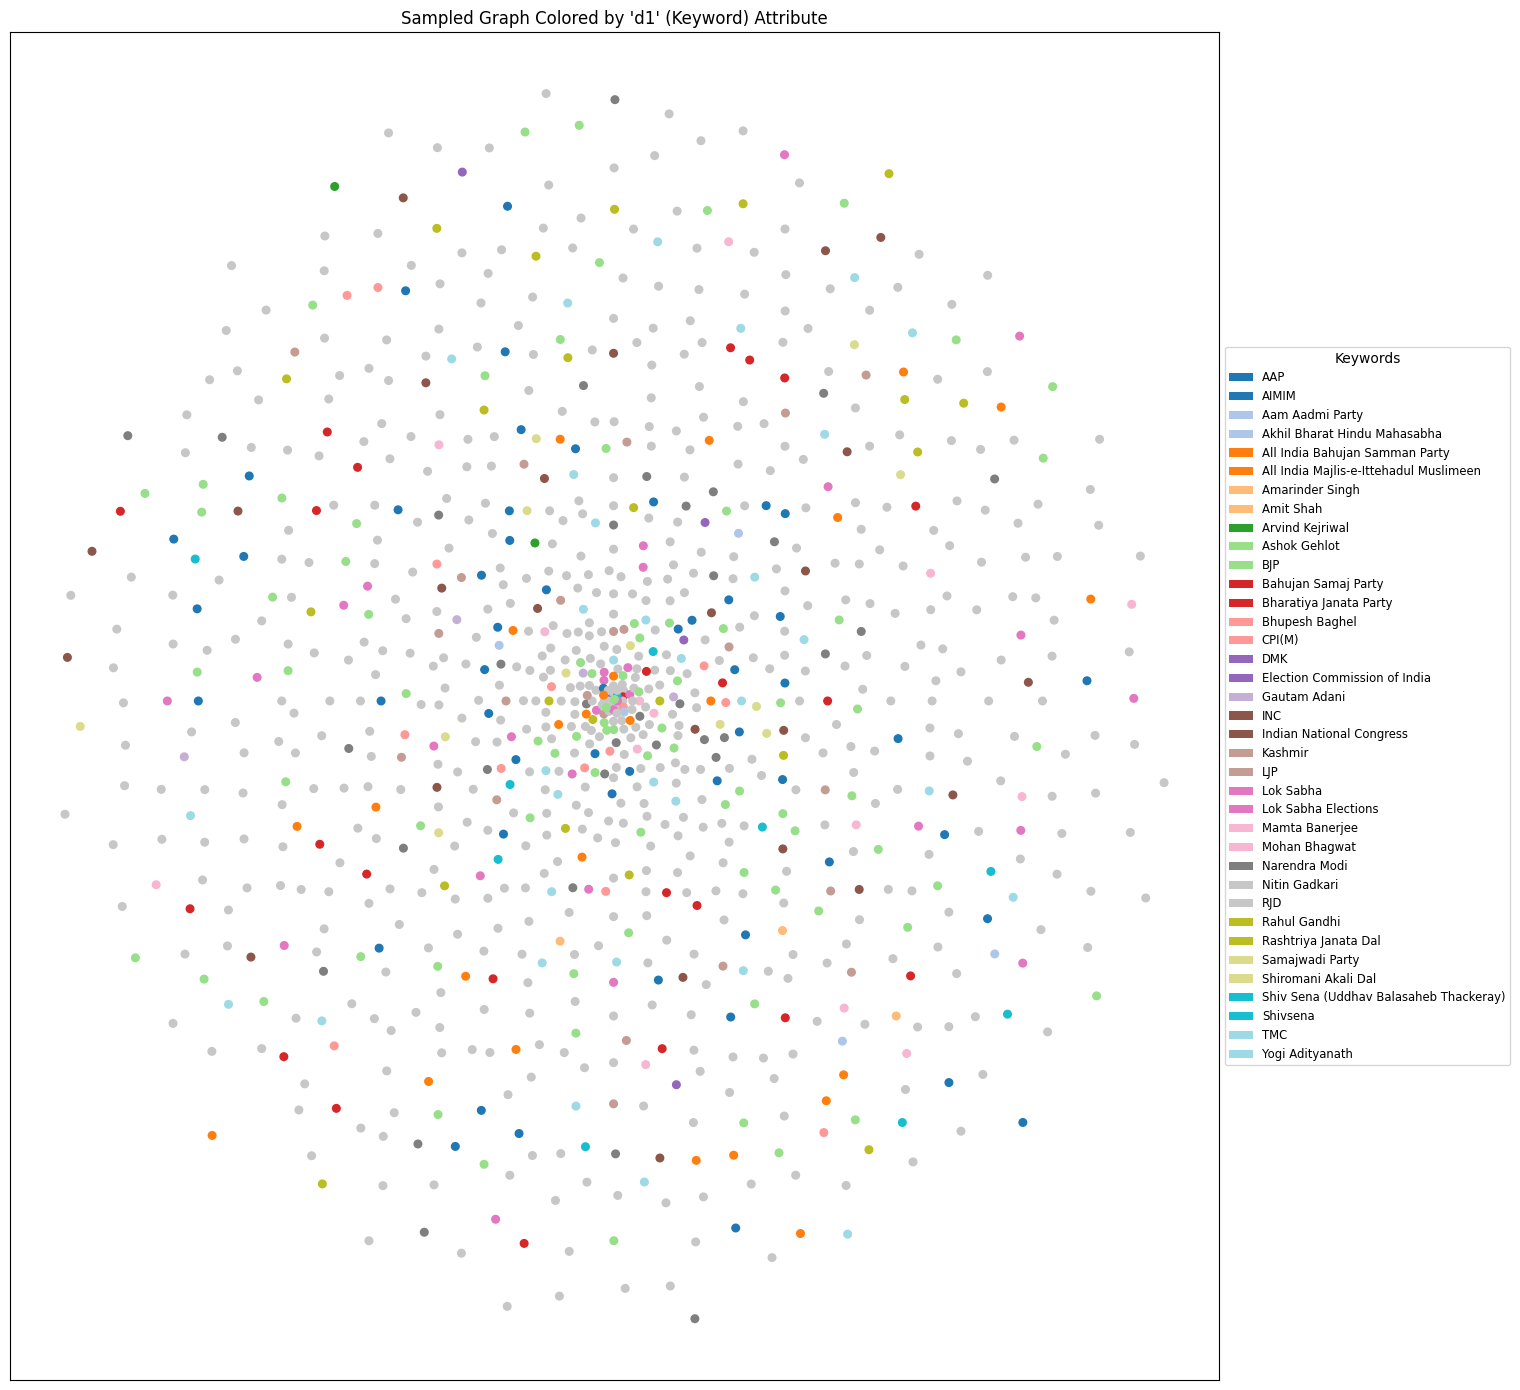 Sampled Graph Colored by 'd1' (Keyword) Attribute
Keywords
AAP
AIMIM
Aam Aadmi Party
Akhil Bharat Hindu Mahasabha
All India Bahujan Samman Party
All India Majlis-e-Ittehadul Muslimeen
Amarinder Singh
Amit Shah
Arvind Kejriwal
Ashok Gehlot
BJP
Bahujan Samaj Party
Bharatiya Janata Party
Bhupesh Baghel
CPI(M)
DMK
Election Commission of India
Gautam Adani
INC
Indian National Congress
Kashmir
LJP
Lok Sabha
Lok Sabha Elections
Mamta Banerjee
Mohan Bhagwat
Narendra Modi
Nitin Gadkari
RJD
Rahul Gandhi
Rashtriya Janata Dal
Samajwadi Party
Shiromani Akali Dal
Shiv Sena (Uddhav Balasaheb Thackeray)
Shivsena
TMC
Yogi Adityanath